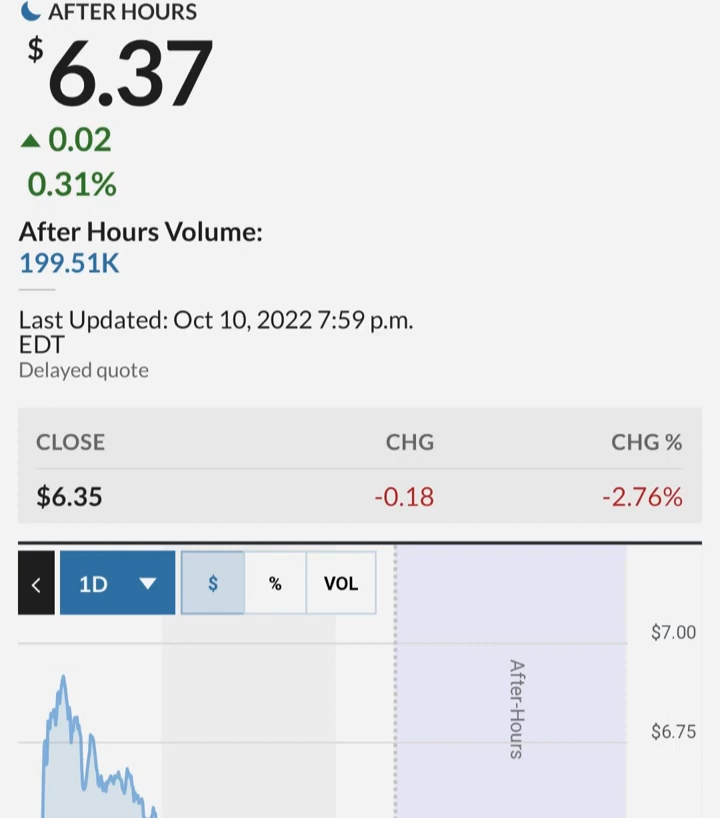 AFTER HOURS
$6.37
▲ 0.02
0.31%
After Hours Volume:
199.51K
Last Updated: Oct 10, 2022 7:59 p.m.
EDT
Delayed quote
CLOSE CHG CHG %
$6.35 -0.18 -2.76%
< 1D ▼ $ % VOL
$7.00
After-Hours
$6.75